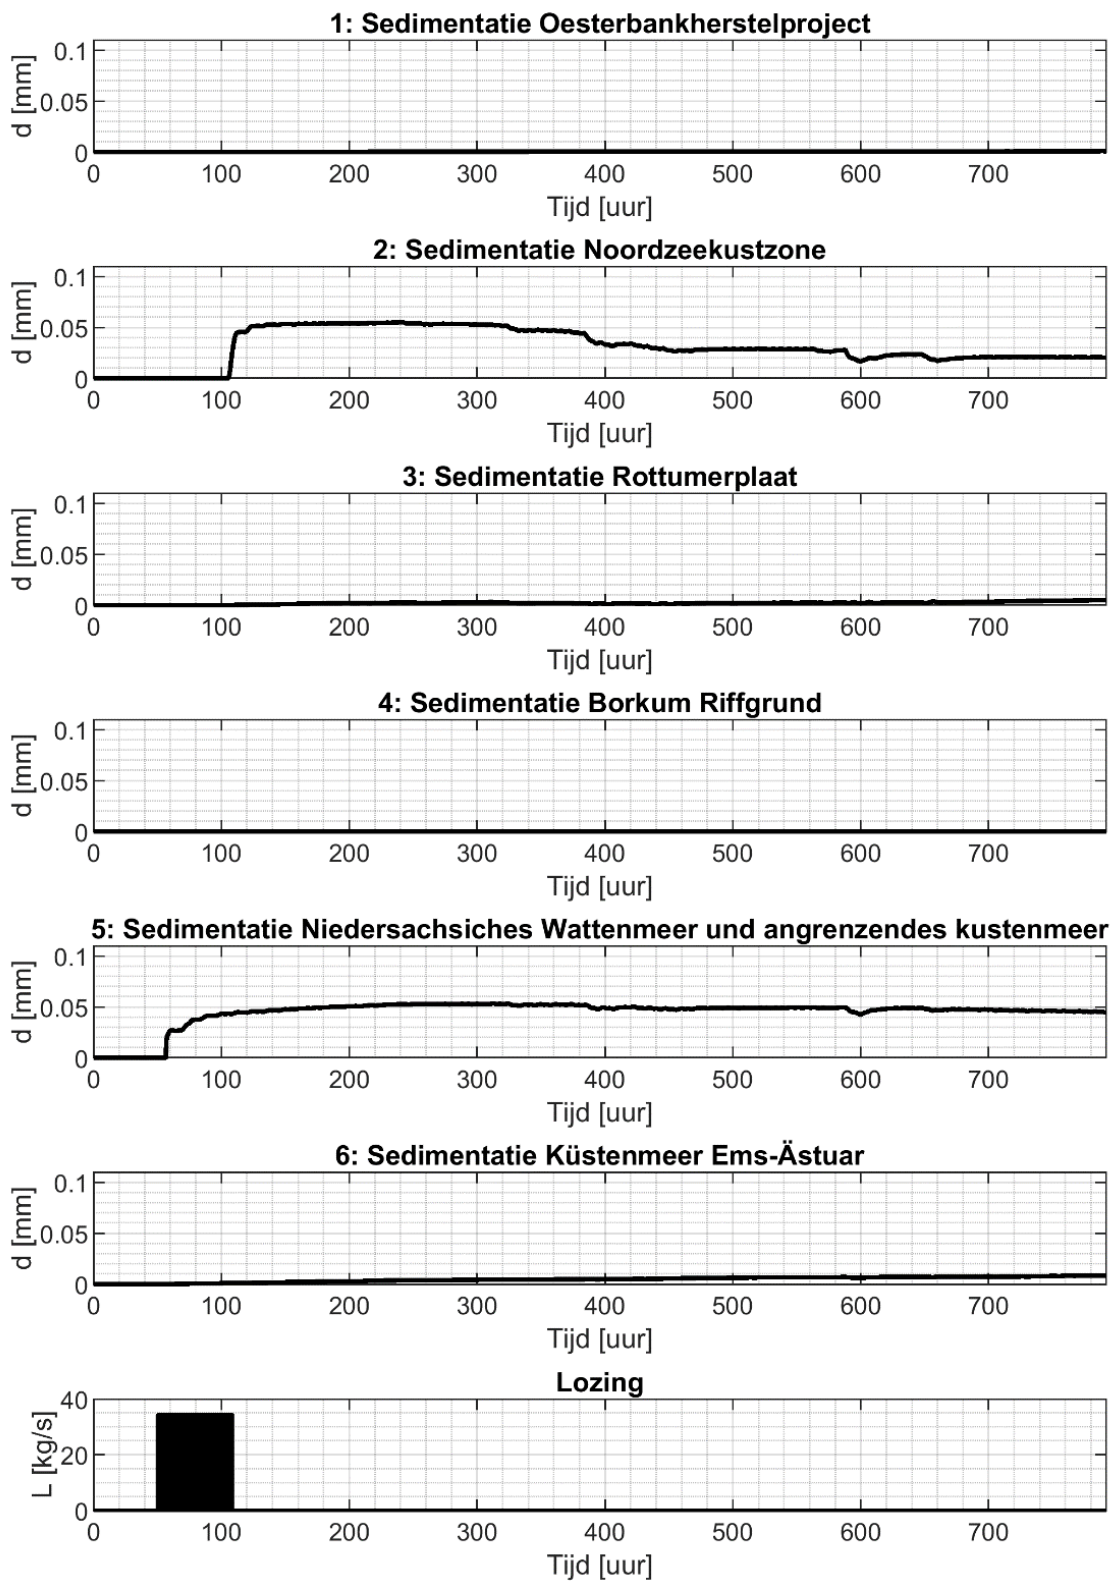 1: Sedimentatie Oesterbankherstelproject
0.1
0.05
0
d [mm]
0 100 200 300 400 500 600 700
Tijd [uur]
2: Sedimentatie Noordzeekustzone
0.1
0.05
0
d [mm]
0 100 200 300 400 500 600 700
Tijd [uur]
3: Sedimentatie Rottumerplaat
0.1
0.05
0
d [mm]
0 100 200 300 400 500 600 700
Tijd [uur]
4: Sedimentatie Borkum Riffgrund
0.1
0.05
0
d [mm]
0 100 200 300 400 500 600 700
Tijd [uur]
5: Sedimentatie Niedersachsiches Wattenmeer und angrenzendes kustenmeer
0.1
0.05
0
d [mm]
0 100 200 300 400 500 600 700
Tijd [uur]
6: Sedimentatie Küstenmeer Ems-Ästuar
0.1
0.05
0
d [mm]
0 100 200 300 400 500 600 700
Tijd [uur]
Lozing
40
20
0
L [kg/s]
0 100 200 300 400 500 600 700
Tijd [uur]